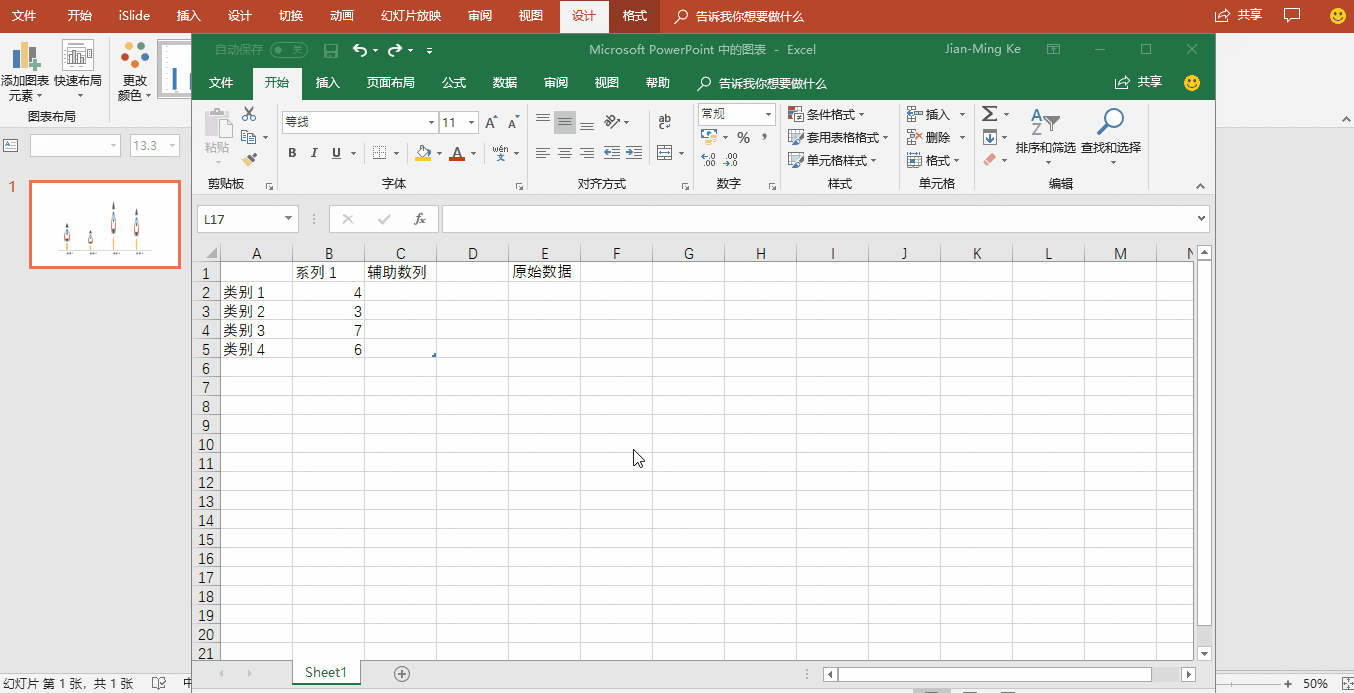 文件 开始 iSlide 插入 设计 切换 动画 幻灯片放映 审阅 视图 设计 格式 告诉我你想要做什么 共享
自动保存 关 Microsoft PowerPoint 中的图表 - Excel Jian-Ming Ke
文件 开始 插入 页面布局 公式 数据 审阅 视图 帮助 告诉我你想要做什么 共享
添加图表元素 快速布局 更改颜色
图表布局
13.3
粘贴
等线 11 A A
B I U A wén 文
ab c
常规
% ,
.00
条件格式
套用表格格式
单元格样式
插入
删除
格式
排序和筛选 查找和选择
剪贴板 字体 对齐方式 数字 样式 单元格 编辑
L17 fx
A B C D E F G H I J K L M N
1 系列 1 辅助数列 原始数据
2 类别 1 4
3 类别 2 3
4 类别 3 7
5 类别 4 6
6
7
8
9
10
11
12
13
14
15
16
17
18
19
20
21
Sheet1
1
幻灯片 第 1 张，共 1 张 中
50%